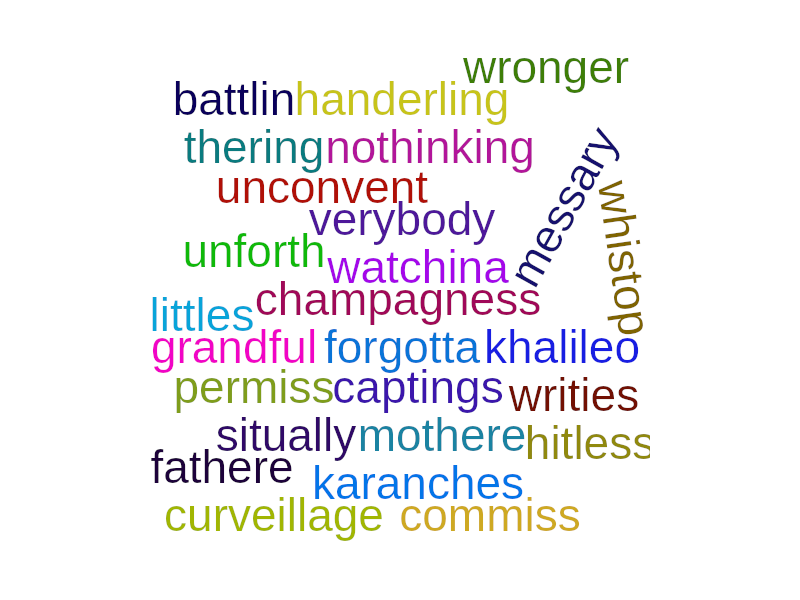 wronger
battlin handerling
thering nothinking
messary
unconvent
whistop
verybody
unforth watchina
champagness
littles
grandful forgotta khalileo
permiss captings writies
situally mothere hitless
fathere karanches
curveillage commiss